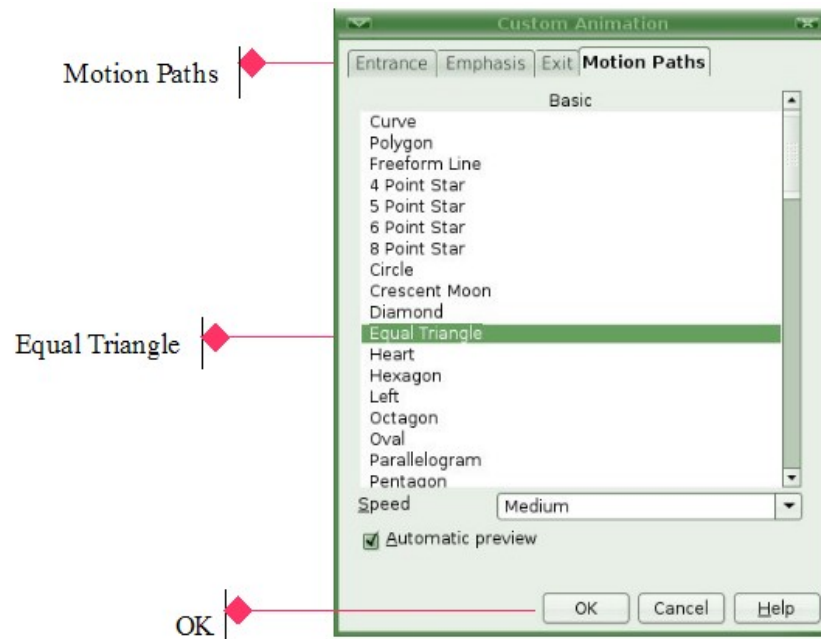 Custom Animation
Motion Paths
Entrance Emphasis Exit Motion Paths
Basic
Curve
Polygon
Freeform Line
4 Point Star
5 Point Star
6 Point Star
8 Point Star
Circle
Crescent Moon
Diamond
Equal Triangle
Equal Triangle
Heart
Hexagon
Left
Octagon
Oval
Parallelogram
Pentagon
Speed Medium
Automatic preview
OK
OK Cancel Help